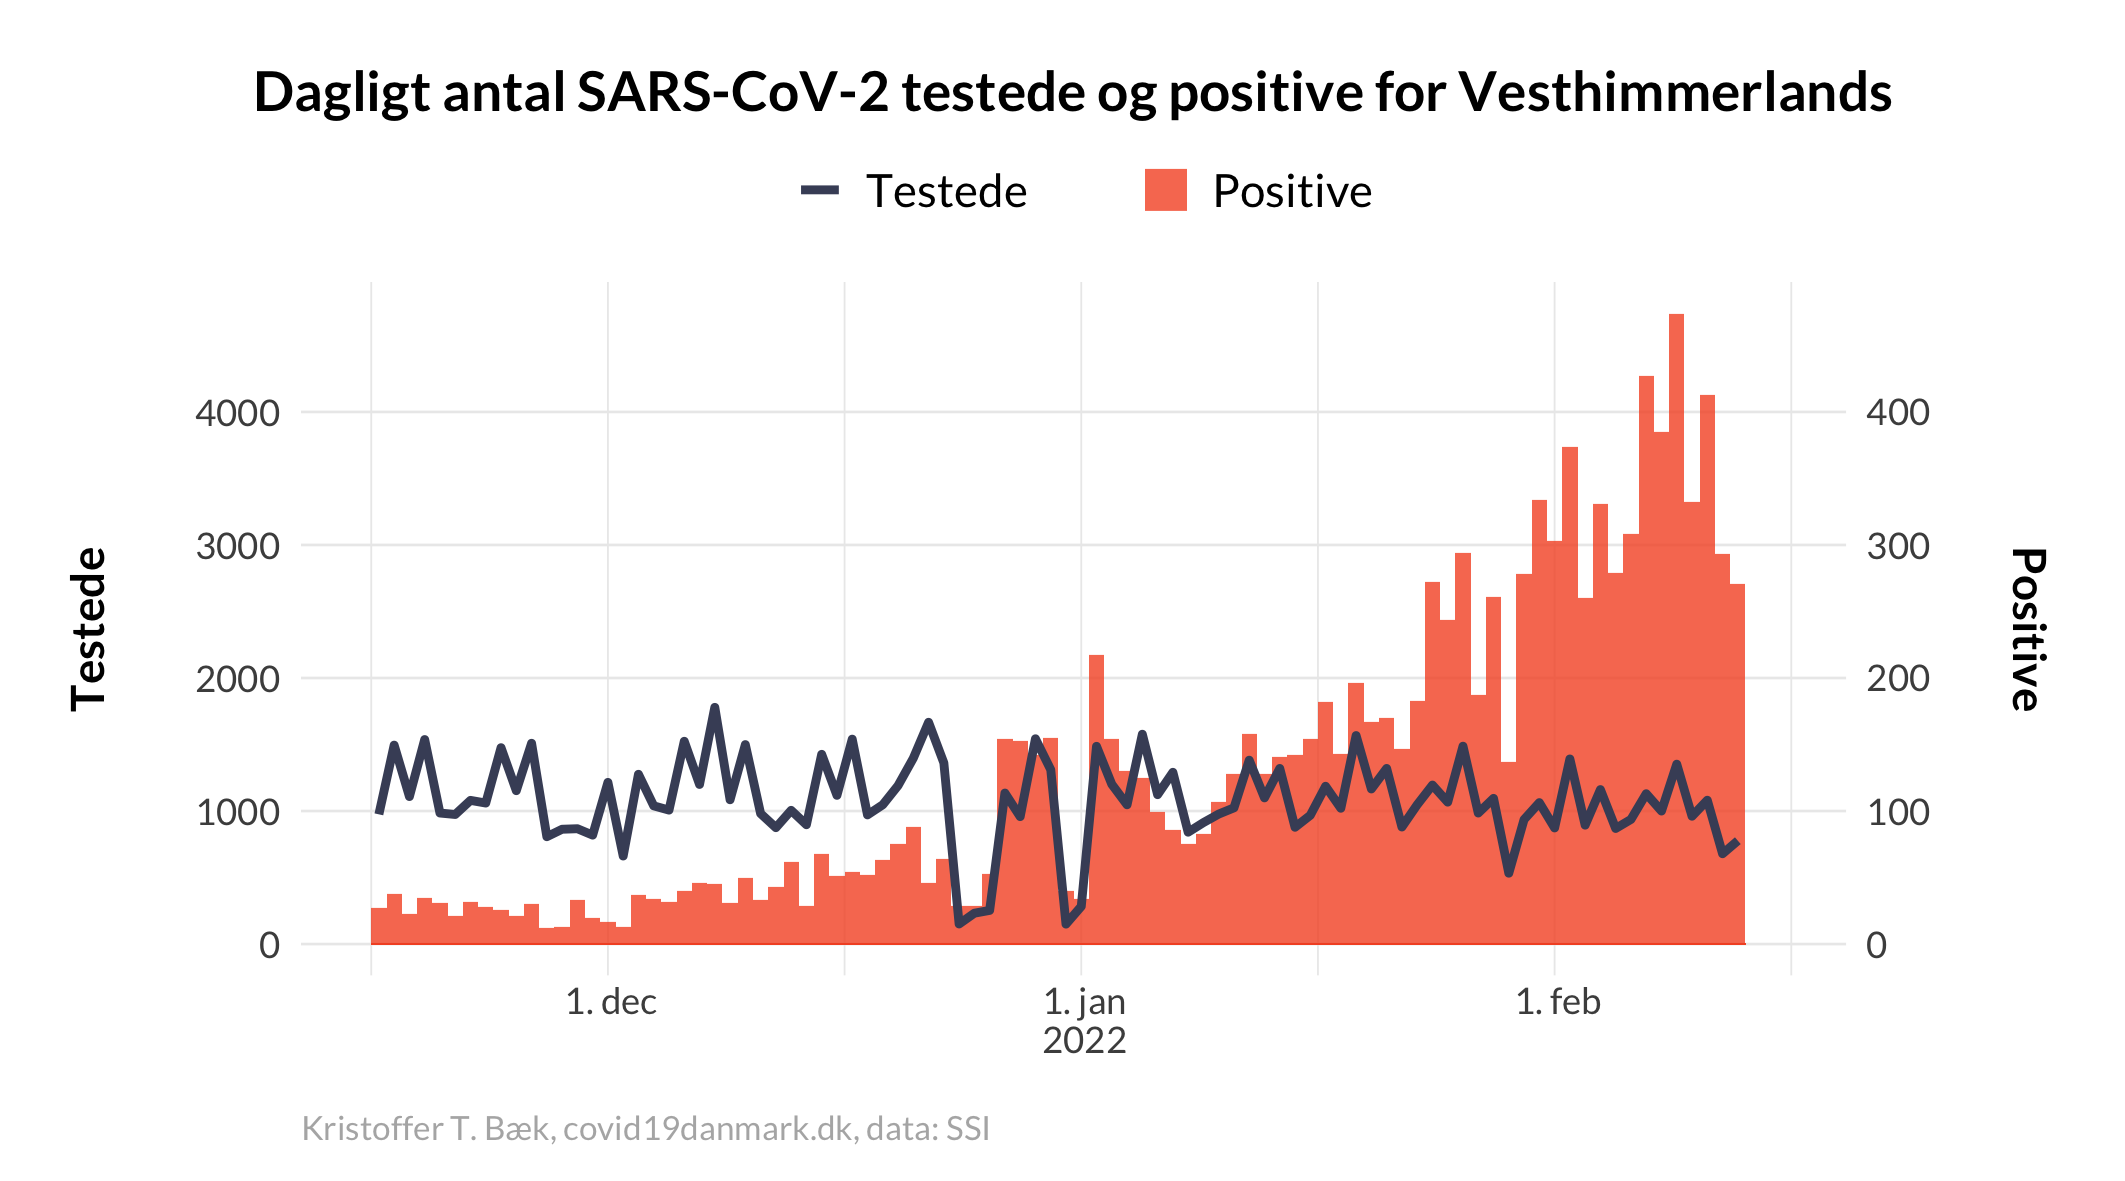 Dagligt antal SARS-CoV-2 testede og positive for Vesthimmerlands
Testede
Positive
Testede
4000
3000
2000
1000
0
400
300
200
100
0
Positive
1. dec
1. jan
2022
1. feb
Kristoffer T. Bæk, covid19danmark.dk, data: SSI